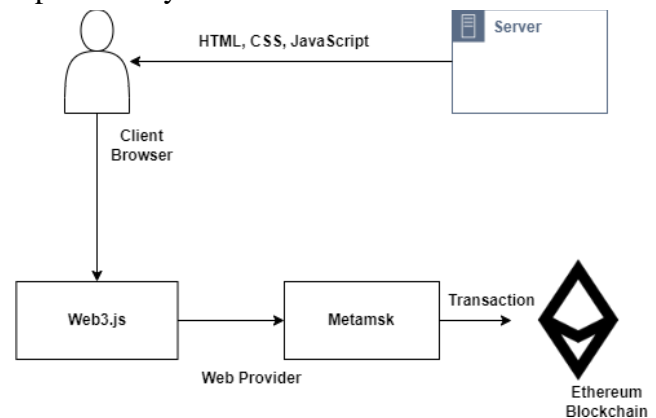 HTML, CSS, JavaScript
Server
Client
Browser
Web3.js
Metamsk
Transaction
Web Provider
Ethereum
Blockchain